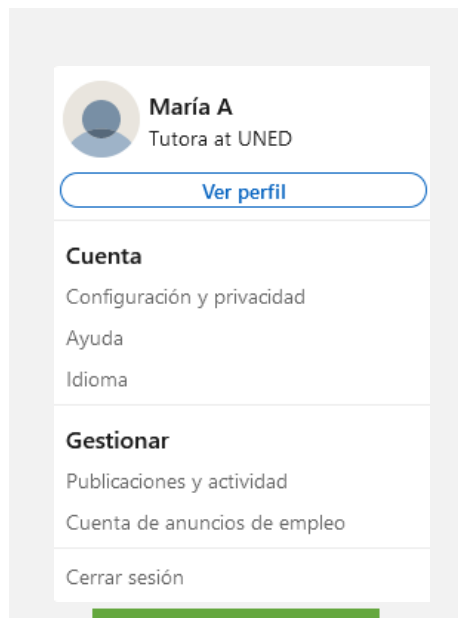 María A
Tutora at UNED
Ver perfil
Cuenta
Configuración y privacidad
Ayuda
Idioma
Gestionar
Publicaciones y actividad
Cuenta de anuncios de empleo
Cerrar sesión